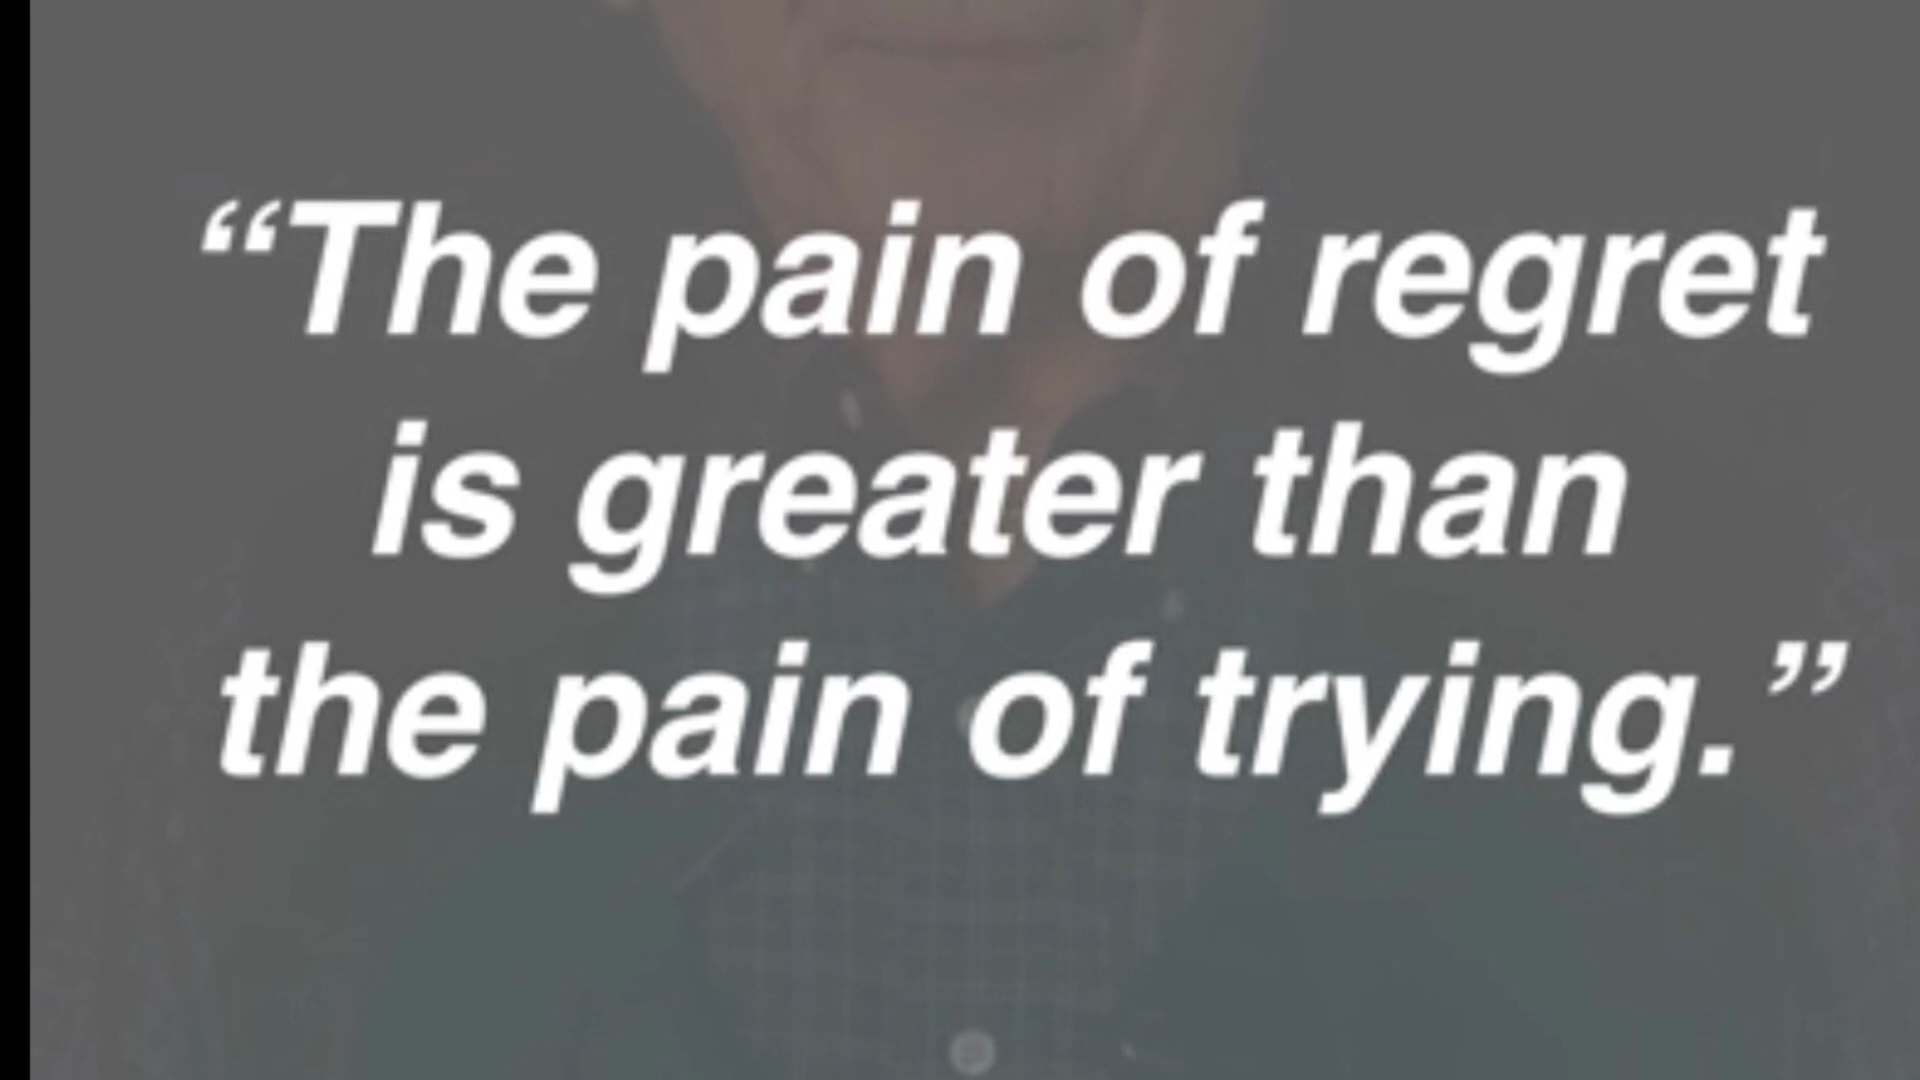 “The pain of regret
is greater than
the pain of trying.”